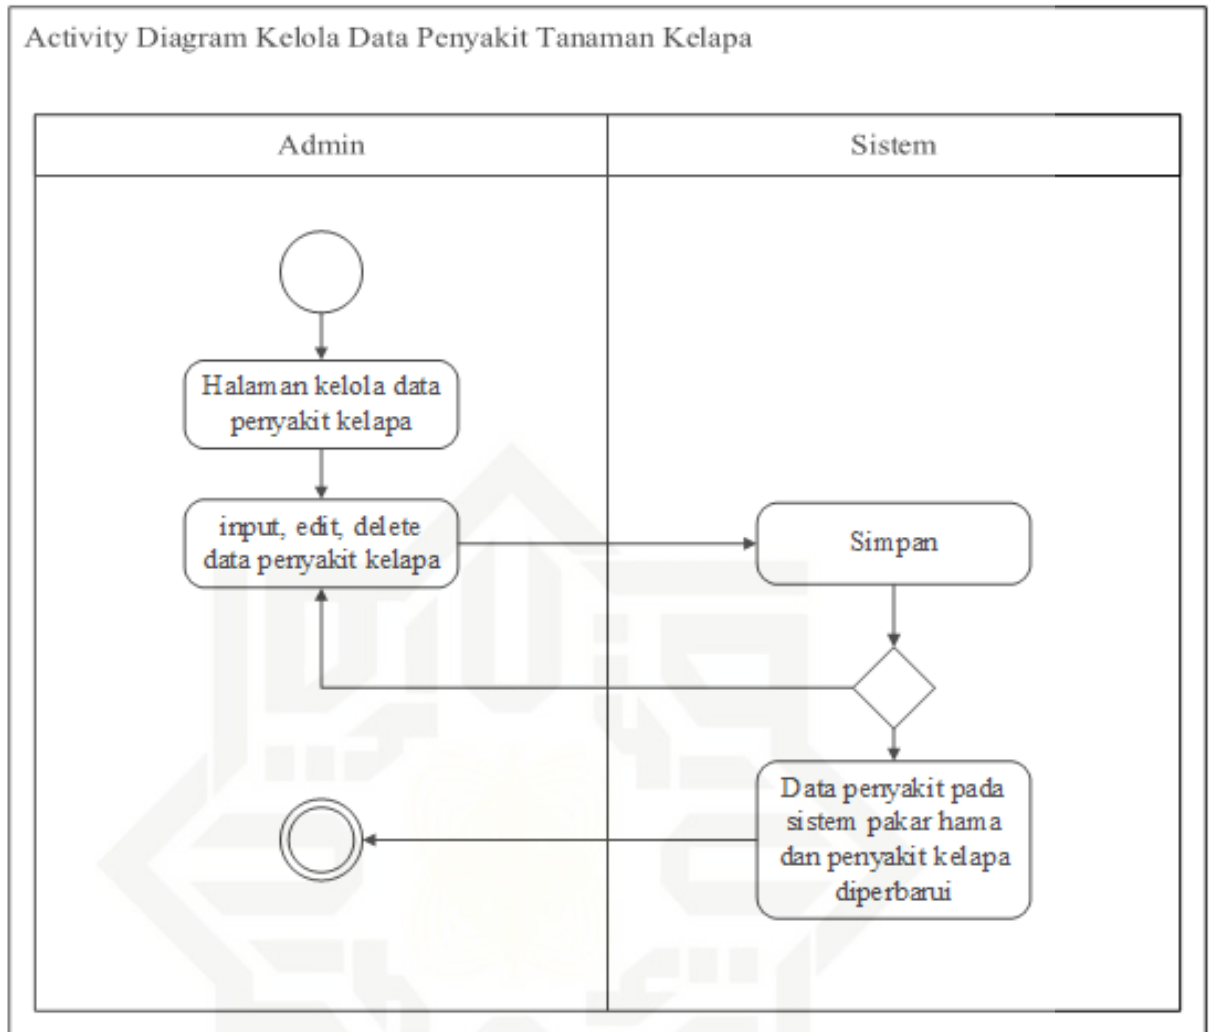 Activity Diagram Kelola Data Penyakit Tanaman Kelapa
Admin
Sistem
Halaman kelola data
penyakit kelapa
input, edit, delete
data penyakit kelapa
Simpan
Data penyakit pada
sistem pakar hama
dan penyakit kelapa
diperbarui